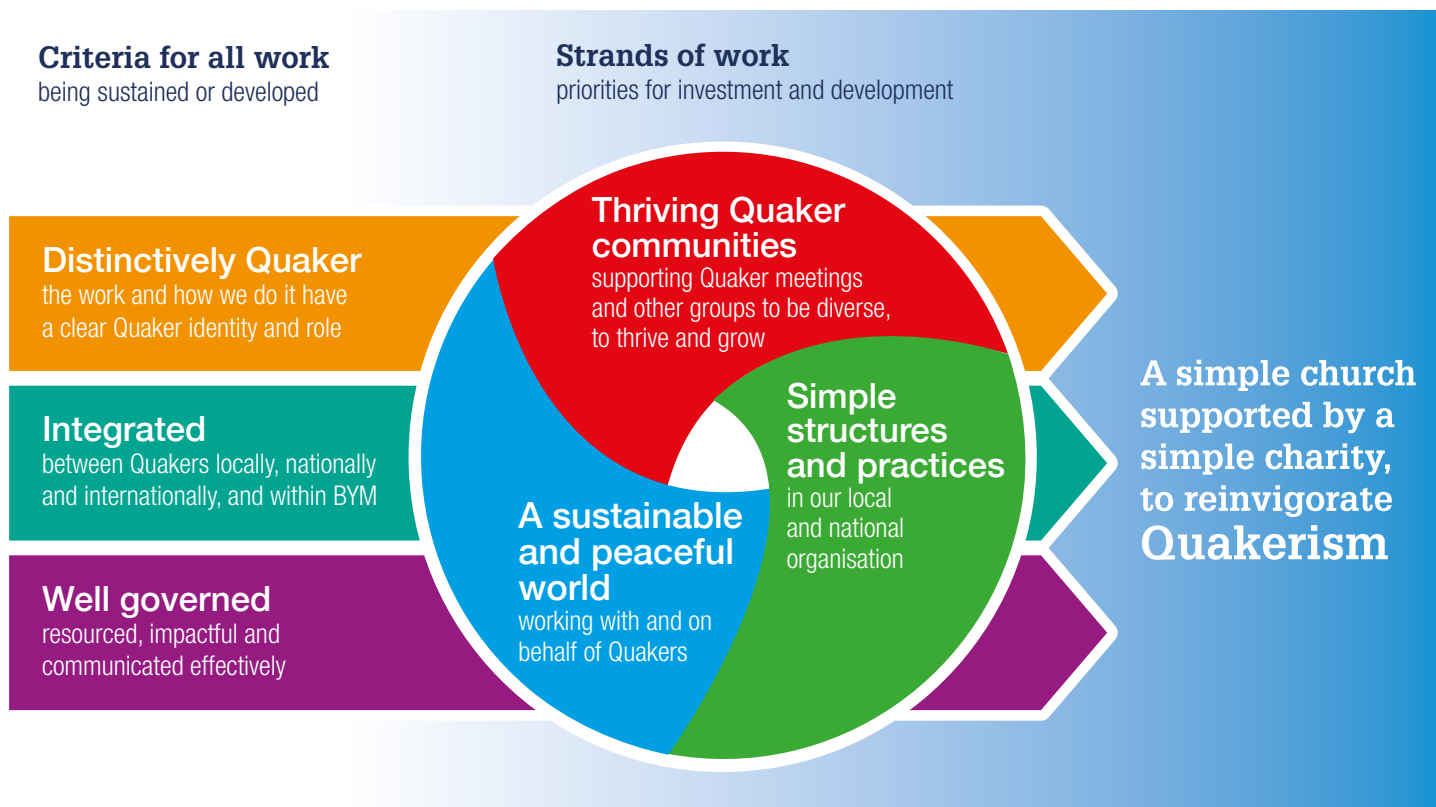 Criteria for all work
being sustained or developed
Strands of work
priorities for investment and development
Distinctively Quaker
the work and how we do it have
a clear Quaker identity and role
Integrated
between Quakers locally, nationally
and internationally, and within BYM
Well governed
resourced, impactful and
communicated effectively
Thriving Quaker
communities
supporting Quaker meetings
and other groups to be diverse,
to thrive and grow
Simple
structures
and practices
in our local
and national
organisation
A sustainable
and peaceful
world
working with and on
behalf of Quakers
A simple church
supported by a
simple charity,
to reinvigorate
Quakerism